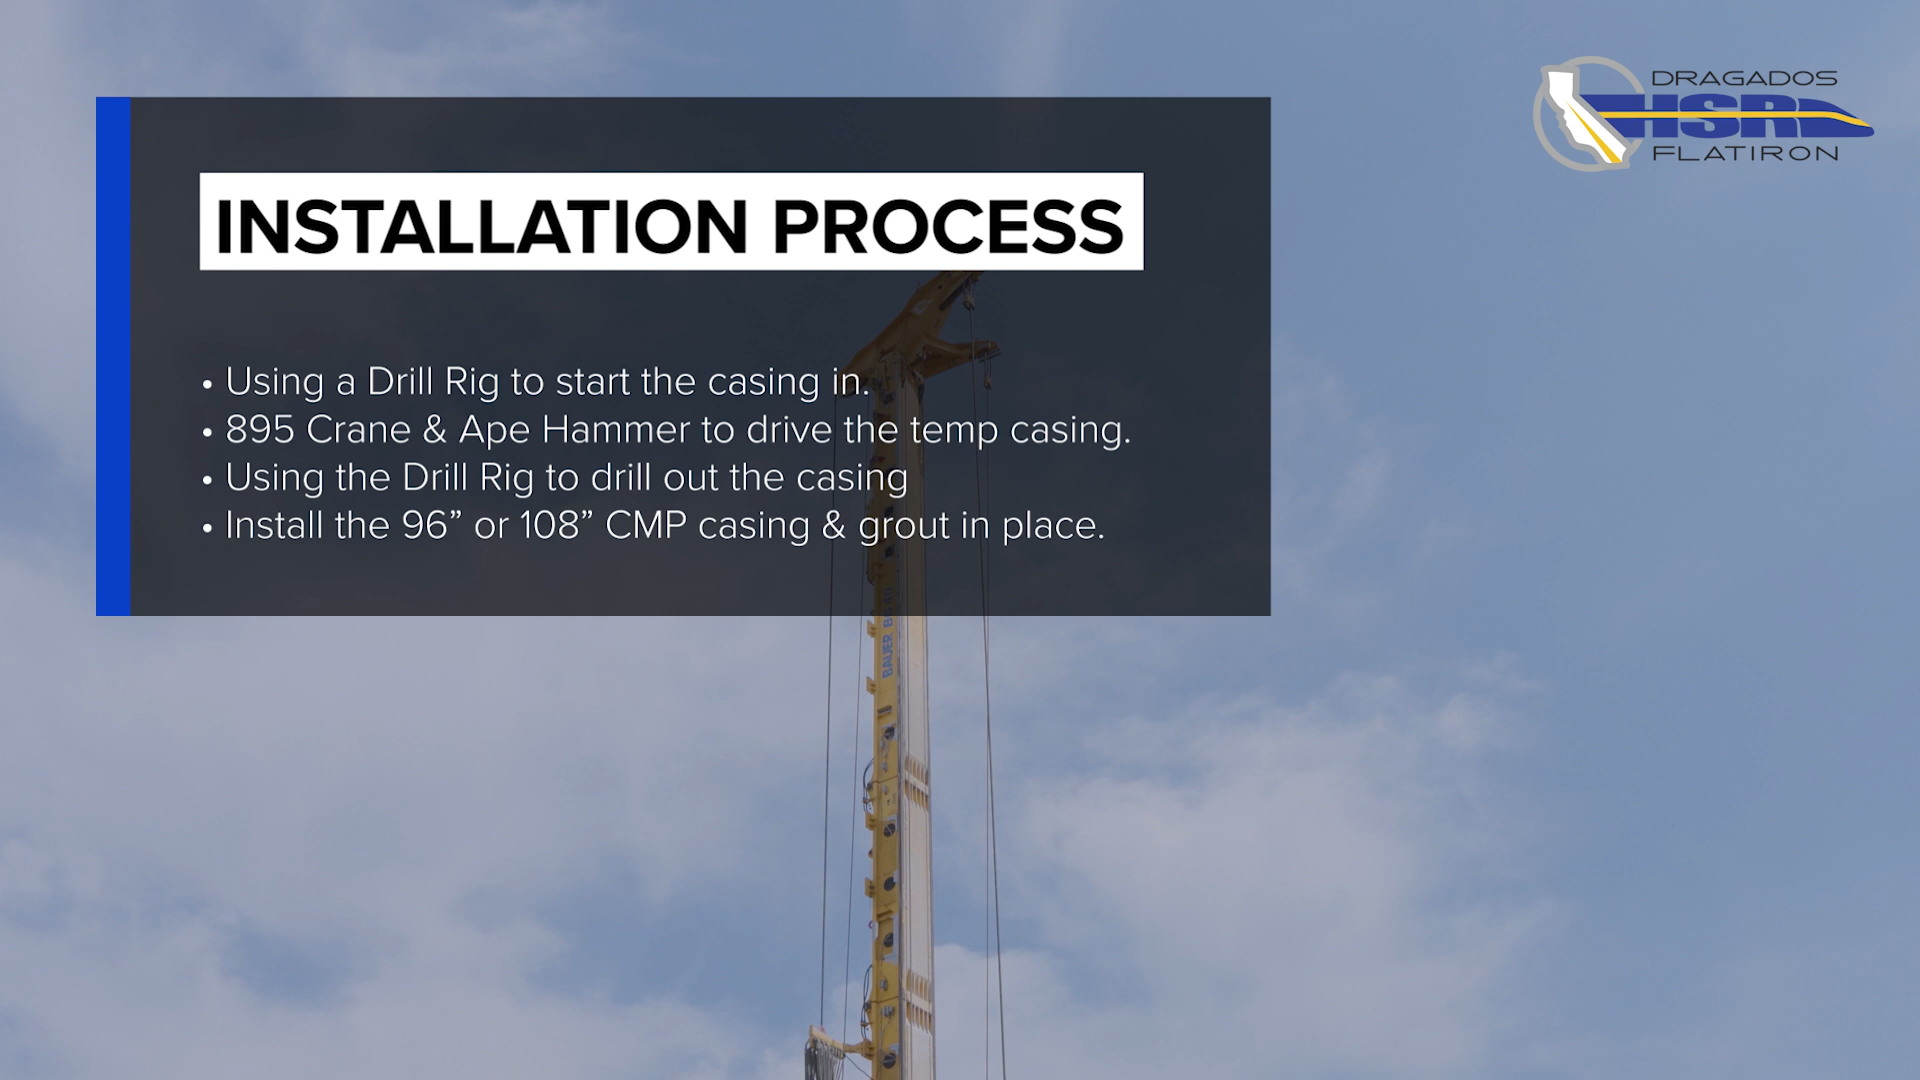 DRAGADOS
HSR
FLATIRON
INSTALLATION PROCESS
• Using a Drill Rig to start the casing in.
• 895 Crane & Ape Hammer to drive the temp casing.
• Using the Drill Rig to drill out the casing
• Install the 96” or 108” CMP casing & grout in place.
BAUER BG